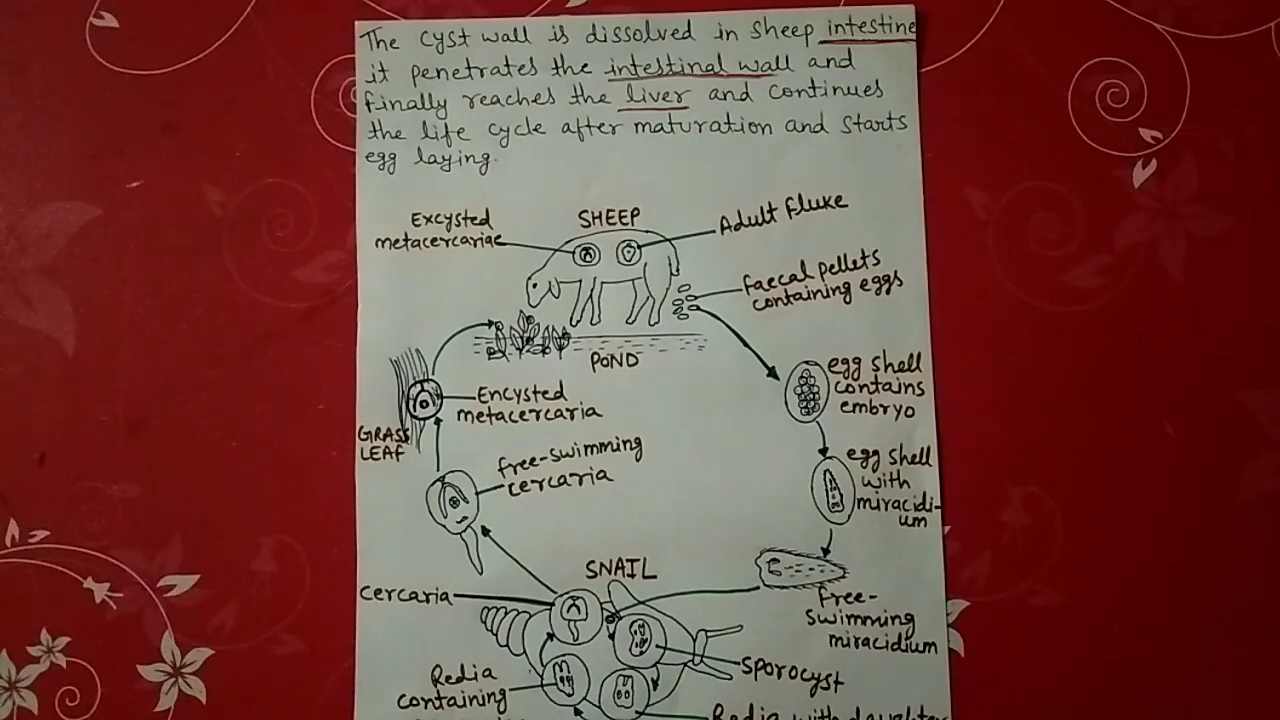 The cyst wall is dissolved in sheep intestine
it penetrates the intestinal wall and
finally reaches the liver and continues
the life cycle after maturation and starts
egg laying.
Excysted
metacercariae
SHEEP
Adult fluke
Faecal pellets
containing eggs
POND
egg shell
contains
embryo
Encysted
metacercaria
GRASS
LEAF
free-swimming
cercaria
egg shell
with
miracidi-
um
SNAIL
cercaria
Free-
swimming
miracidium
Sporocyst
Redia
containing
Redia with daughter